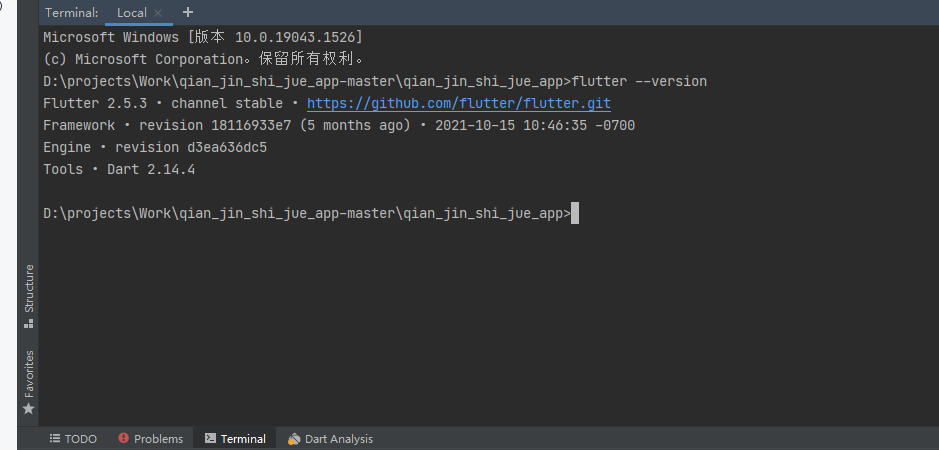 Terminal: Local × +
Microsoft Windows [版本 10.0.19043.1526]
(c) Microsoft Corporation。保留所有权利。
D:\projects\Work\qian_jin_shi_jue_app-master\qian_jin_shi_jue_app>flutter --version
Flutter 2.5.3 • channel stable • https://github.com/flutter/flutter.git
Framework • revision 18116933e7 (5 months ago) • 2021-10-15 10:46:35 -0700
Engine • revision d3ea636dc5
Tools • Dart 2.14.4
D:\projects\Work\qian_jin_shi_jue_app-master\qian_jin_shi_jue_app>
Structure
Favorites
TODO Problems Terminal Dart Analysis